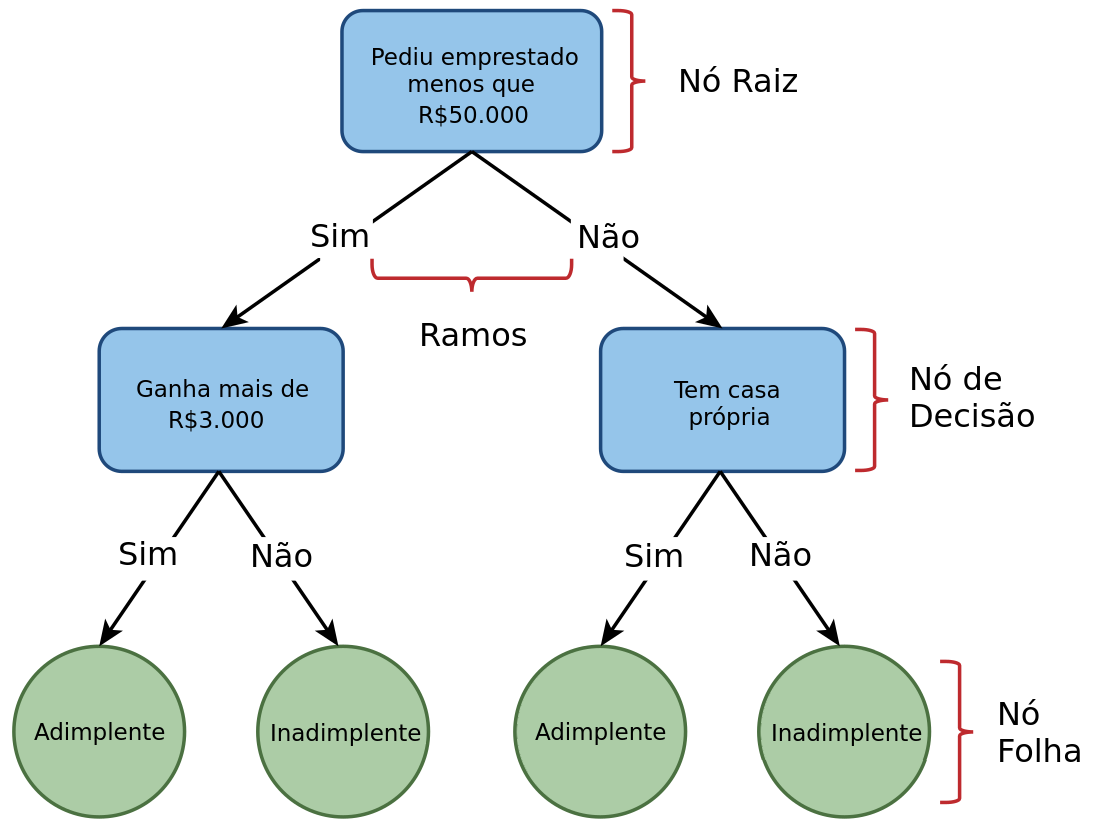 Pediu emprestado
menos que
R$50.000
Nó Raiz
Sim
Não
Ramos
Ganha mais de
R$3.000
Tem casa
própria
Nó de
Decisão
Sim
Não
Sim
Não
Adimplente
Inadimplente
Adimplente
Inadimplente
Nó
Folha